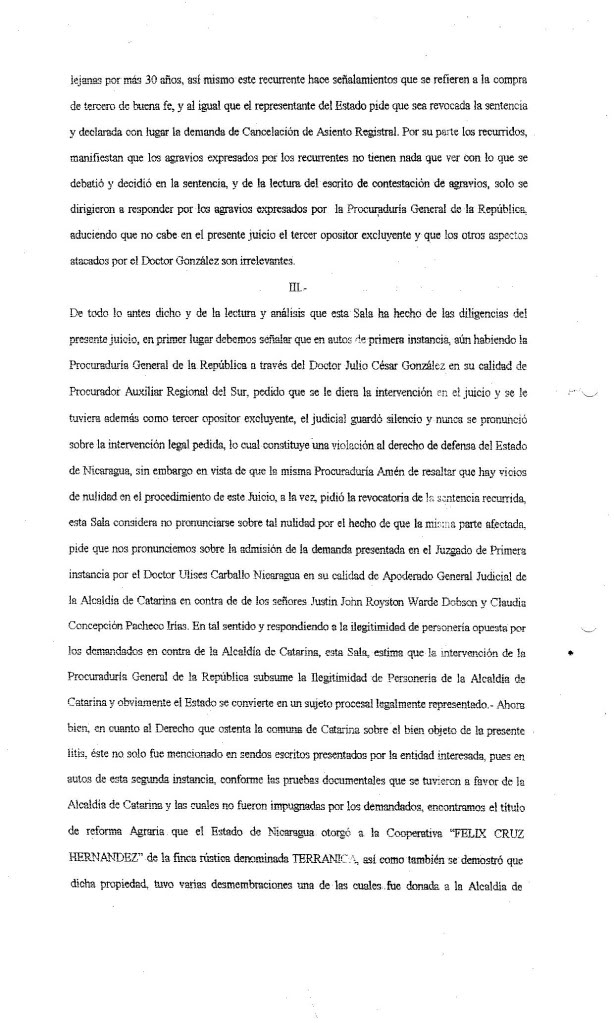 lejanas por más 30 años, así mismo este recurrente hace señalamientos que se refieren a la compra
de tercero de buena fe, y al igual que el representante del Estado pide que sea revocada la sentencia
y declarada con lugar la demanda de Cancelación de Asiento Registral. Por su parte los recurridos,
manifiestan que los agravios expresados por los recurrentes no tienen nada que ver con lo que se
debatió y decidió en la sentencia, y de la lectura del escrito de contestación de agravios, solo se
dirigieron a responder por los agravios expresados por la Procuraduría General de la República,
aduciendo que no cabe en el presente juicio el tercer opositor excluyente y que los otros aspectos
atacados por el Doctor González son irrelevantes.
III.-
De todo lo antes dicho y de la lectura y análisis que esta Sala ha hecho de las diligencias del
presente juicio, en primer lugar debemos señalar que en autos de primera instancia, aún habiendo la
Procuraduría General de la República a través del Doctor Julio César González en su calidad de
Procurador Auxiliar Regional del Sur, pedido que se le diera la intervención en el juicio y se le
tuviera además como tercer opositor excluyente, el judicial guardó silencio y nunca se pronunció
sobre la intervención legal pedida, lo cual constituye una violación al derecho de defensa del Estado
de Nicaragua, sin embargo en vista de que la misma Procuraduría Amén de resaltar que hay vicios
de nulidad en el procedimiento de este Juicio, a la vez, pidió la revocatoria de la sentencia recurrida,
esta Sala considera no pronunciarse sobre tal nulidad por el hecho de que la misma parte afectada,
pide que nos pronunciemos sobre la admisión de la demanda presentada en el Juzgado de Primera
instancia por el Doctor Ulises Carballo Nicaragua en su calidad de Apoderado General Judicial de
la Alcaldía de Catarina en contra de de los señores Justin John Royston Warde Dobson y Claudia
Concepción Pacheco Irías. En tal sentido y respondiendo a la ilegitimidad de personería opuesta por
los demandados en contra de la Alcaldía de Catarina, esta Sala, estima que la intervención de la
Procuraduría General de la República subsume la Ilegitimidad de Personería de la Alcaldía de
Catarina y obviamente el Estado se convierte en un sujeto procesal legalmente representado.- Ahora
bien, en cuanto al Derecho que ostenta la comuna de Catarina sobre el bien objeto de la presente
litis, éste no solo fue mencionado en sendos escritos presentados por la entidad interesada, pues en
autos de esta segunda instancia, conforme las pruebas documentales que se tuvieron a favor de la
Alcaldía de Catarina y las cuales no fueron impugnadas por los demandados, encontramos el título
de reforma Agraria que el Estado de Nicaragua otorgó a la Cooperativa “FELIX CRUZ
HERNANDEZ” de la finca rústica denominada TERRANICA, así como también se demostró que
dicha propiedad, tuvo varias desmembraciones una de las cuales fue donada a la Alcaldía de